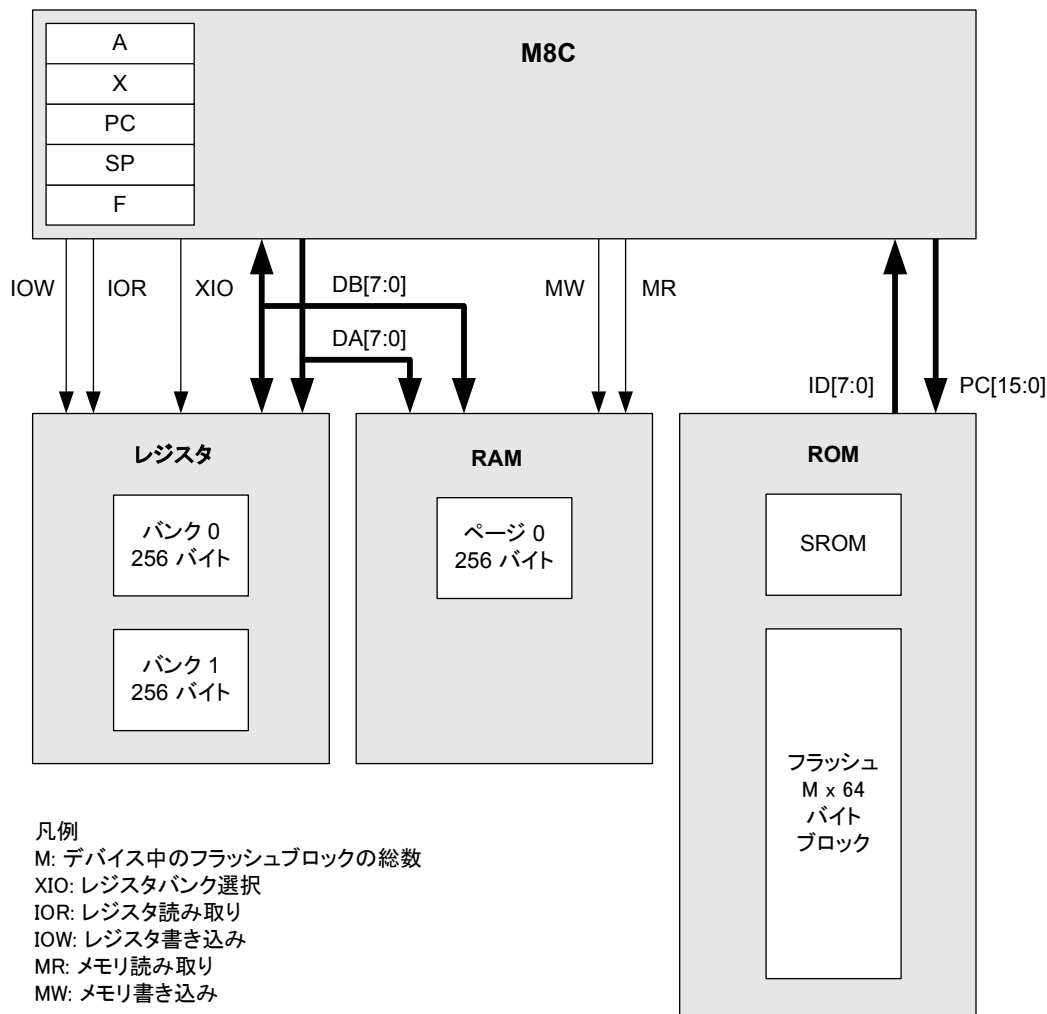 M8C
A
X
PC
SP
F
IOW
IOR
XIO
DB[7:0]
DA[7:0]
MW
MR
ID[7:0]
PC[15:0]
レジスタ
バンク 0
256 バイト
バンク 1
256 バイト
RAM
ページ 0
256 バイト
ROM
SROM
フラッシュ
M x 64
バイト
ブロック
凡例
M: デバイス中のフラッシュブロックの総数
XIO: レジスタバンク選択
IOR: レジスタ読み取り
IOW: レジスタ書き込み
MR: メモリ読み取り
MW: メモリ書き込み